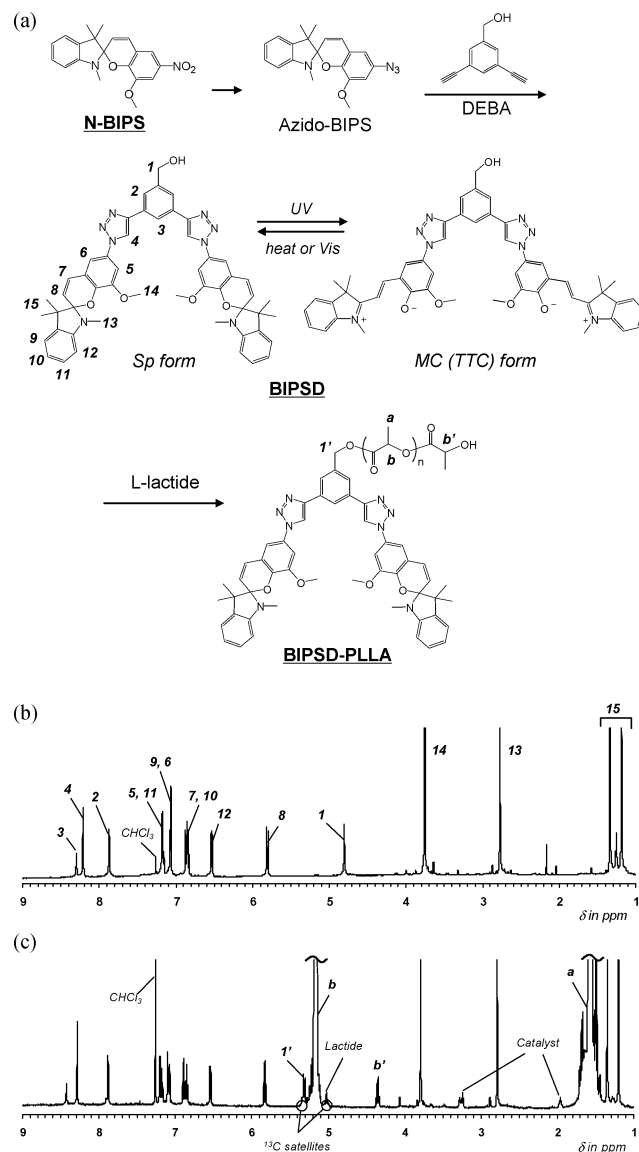 (a)
OH
N
O
NO₂
O
N-BIPS
N
O
N₃
O
Azido-BIPS
DEBA
1
OH
2
3
4
N=N
N
N=N
N
6
5
7
8
O
O
14
15
N
13
9
10
11
12
O
O
N
Sp form
UV
heat or Vis
OH
N=N
N
N=N
N
O
O⁻
O
O⁻
N⁺
N⁺
MC (TTC) form
BIPSD
L-lactide
1'
O
O
a
b
O
n
O
b'
OH
N=N
N
N=N
N
O
O
O
O
N
N
BIPSD-PLLA
(b)
15
14
13
9, 6
4
2
5, 11
7, 10
12
3
CHCl₃
8
1
9 8 7 6 5 4 3 2 1
δ in ppm
(c)
b
a
CHCl₃
1'
Lactide
b'
Catalyst
¹³C satellites
9 8 7 6 5 4 3 2 1
δ in ppm